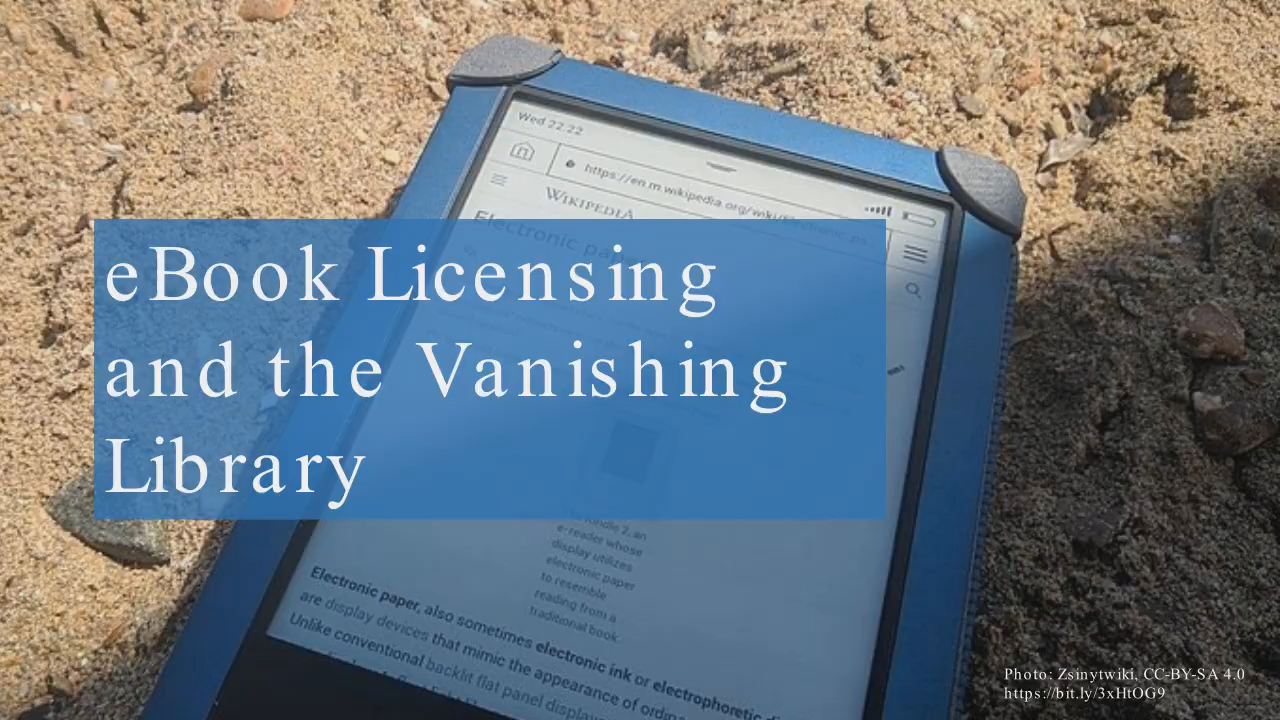 Wed 22.22
https://en.m.wikipedia.org/wiki/
WIKIPEDIA
Electronic
eBook Licensing
and the Vanishing
Library
Kindle 2, an
e-reader whose
display utilizes
electronic paper
to resemble
reading from a
traditional book
Electronic paper, also sometimes electronic ink or electrophoretic
are display devices that mimic the appearance of
Unlike conventional backlit flat panel
Photo: Zsinytwiki, CC-BY-SA 4.0
https://bit.ly/3xHtOG9